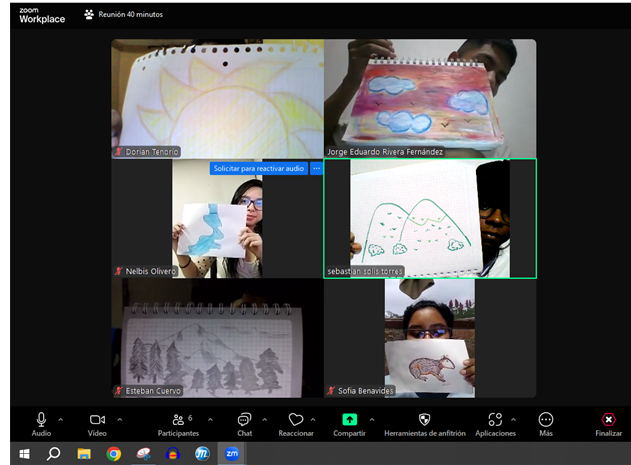 zoom
Workplace
Reunión 40 minutos
Dorian Tenorio
Jorge Eduardo Rivera Fernández
Solicitar para reactivar audio ...
Nelbis Olivero
sebastian solis torres
Esteban Cuervo
Sofia Benavides
6
Audio
Video
Participantes
Chat
Reaccionar
Compartir
Herramientas de anfitrión
Aplicaciones
Más
Finalizar
zm